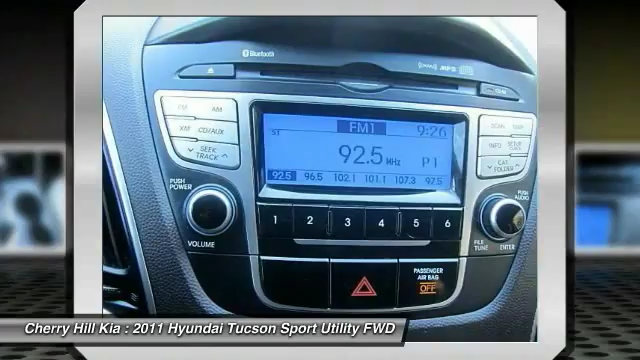 Bluetooth
MP3
FM AM
XM CD/AUX
SEEK
TRACK
PUSH
POWER
VOLUME
FM1
9:26
ST
92.5 MHz P1
92.5 96.5 102.1 101.1 107.3 97.5
1 2 3 4 5 6
INFO SETUP
CAT
FOLDER
PUSH
AUDIO
FILE
TUNE
ENTER
PASSENGER
AIR BAG
OFF
Cherry Hill Kia : 2011 Hyundai Tucson Sport Utility FWD